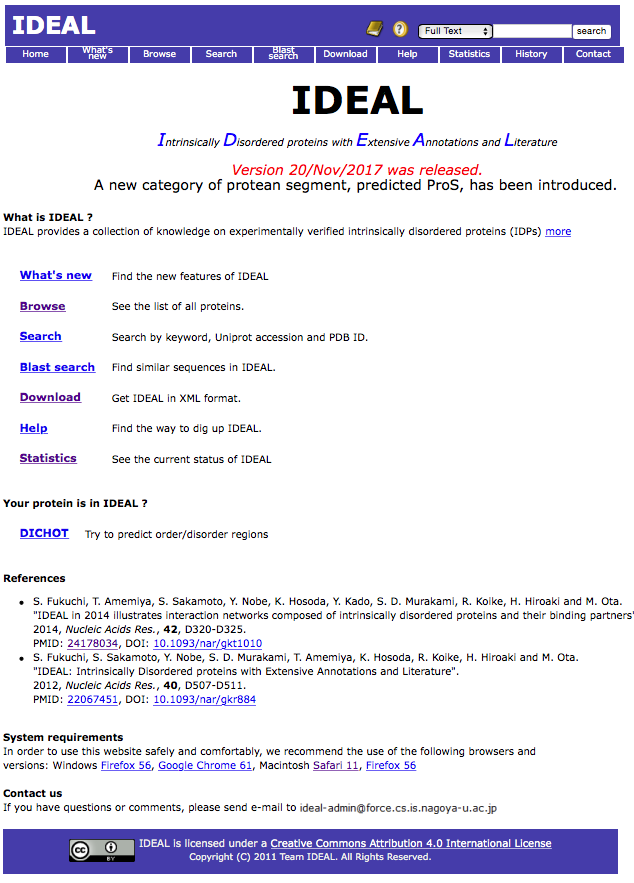 IDEAL
Full Text search
Home What's new Browse Search Blast search Download Help Statistics History Contact
IDEAL
Intrinsically Disordered proteins with Extensive Annotations and Literature
Version 20/Nov/2017 was released.
A new category of protean segment, predicted ProS, has been introduced.
What is IDEAL ?
IDEAL provides a collection of knowledge on experimentally verified intrinsically disordered proteins (IDPs) more
What's new Find the new features of IDEAL
Browse See the list of all proteins.
Search Search by keyword, Uniprot accession and PDB ID.
Blast search Find similar sequences in IDEAL.
Download Get IDEAL in XML format.
Help Find the way to dig up IDEAL.
Statistics See the current status of IDEAL
Your protein is in IDEAL ?
DICHOT Try to predict order/disorder regions
References
• S. Fukuchi, T. Amemiya, S. Sakamoto, Y. Nobe, K. Hosoda, Y. Kado, S. D. Murakami, R. Koike, H. Hiroaki and M. Ota.
"IDEAL in 2014 illustrates interaction networks composed of intrinsically disordered proteins and their binding partners"
2014, Nucleic Acids Res., 42, D320-D325.
PMID: 24178034, DOI: 10.1093/nar/gkt1010
• S. Fukuchi, S. Sakamoto, Y. Nobe, S. D. Murakami, T. Amemiya, K. Hosoda, R. Koike, H. Hiroaki and M. Ota.
"IDEAL: Intrinsically Disordered proteins with Extensive Annotations and Literature".
2012, Nucleic Acids Res., 40, D507-D511.
PMID: 22067451, DOI: 10.1093/nar/gkr884
System requirements
In order to use this website safely and comfortably, we recommend the use of the following browsers and
versions: Windows Firefox 56, Google Chrome 61, Macintosh Safari 11, Firefox 56
Contact us
If you have questions or comments, please send e-mail to ideal-admin@force.cs.is.nagoya-u.ac.jp
cc BY IDEAL is licensed under a Creative Commons Attribution 4.0 International License
Copyright (C) 2011 Team IDEAL. All Rights Reserved.